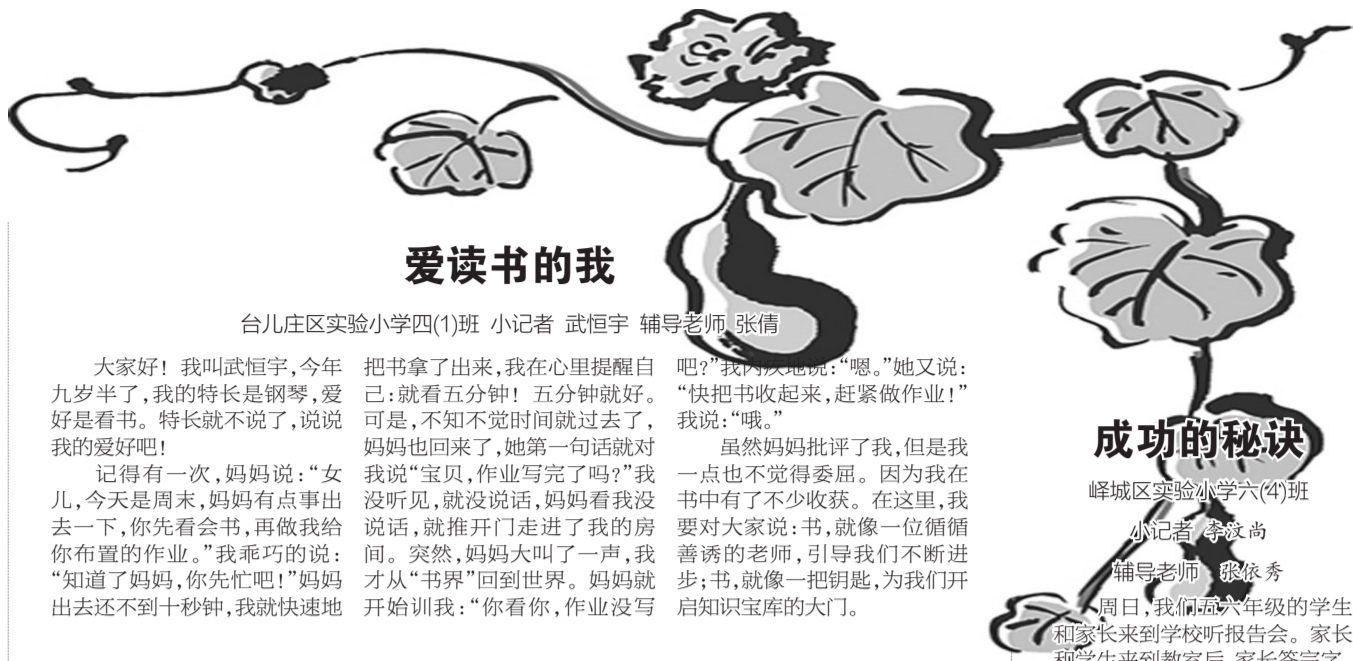 爱读书的我
台儿庄区实验小学四(1)班 小记者 武恒宇 辅导老师 张倩
大家好！我叫武恒宇，今年
九岁半了，我的特长是钢琴，爱
好是看书。特长就不说了，说说
我的爱好吧！
记得有一次，妈妈说：“女
儿，今天是周末，妈妈有点事出
去一下，你先看会书，再做我给
你布置的作业。”我乖巧的说：
“知道了妈妈，你先忙吧！”妈妈
出去还不到十秒钟，我就快速地
把书拿了出来，我在心里提醒自
己：就看五分钟！五分钟就好。
可是，不知不觉时间就过去了，
妈妈也回来了，她第一句话就对
我说“宝贝，作业写完了吗？”我
没听见，就没说话，妈妈看我没
说话，就推开门走进了我的房
间。突然，妈妈大叫了一声，我
才从“书界”回到世界。妈妈就
开始训我：“你看你，作业没写
吧？”我内疚地说：“嗯。”她又说：
“快把书收起来，赶紧做作业！”
我说：“哦。”
虽然妈妈批评了我，但是我
一点也不觉得委屈。因为我在
书中有了不少收获。在这里，我
要对大家说：书，就像一位循循
善诱的老师，引导我们不断进
步；书，就像一把钥匙，为我们开
启知识宝库的大门。
成功的秘诀
峄城区实验小学六(4)班
小记者 李汶尚
辅导老师 张依秀
周日，我们五六年级的学生
和家长来到学校听报告会。家长
和学生来到教室后，家长签完字，